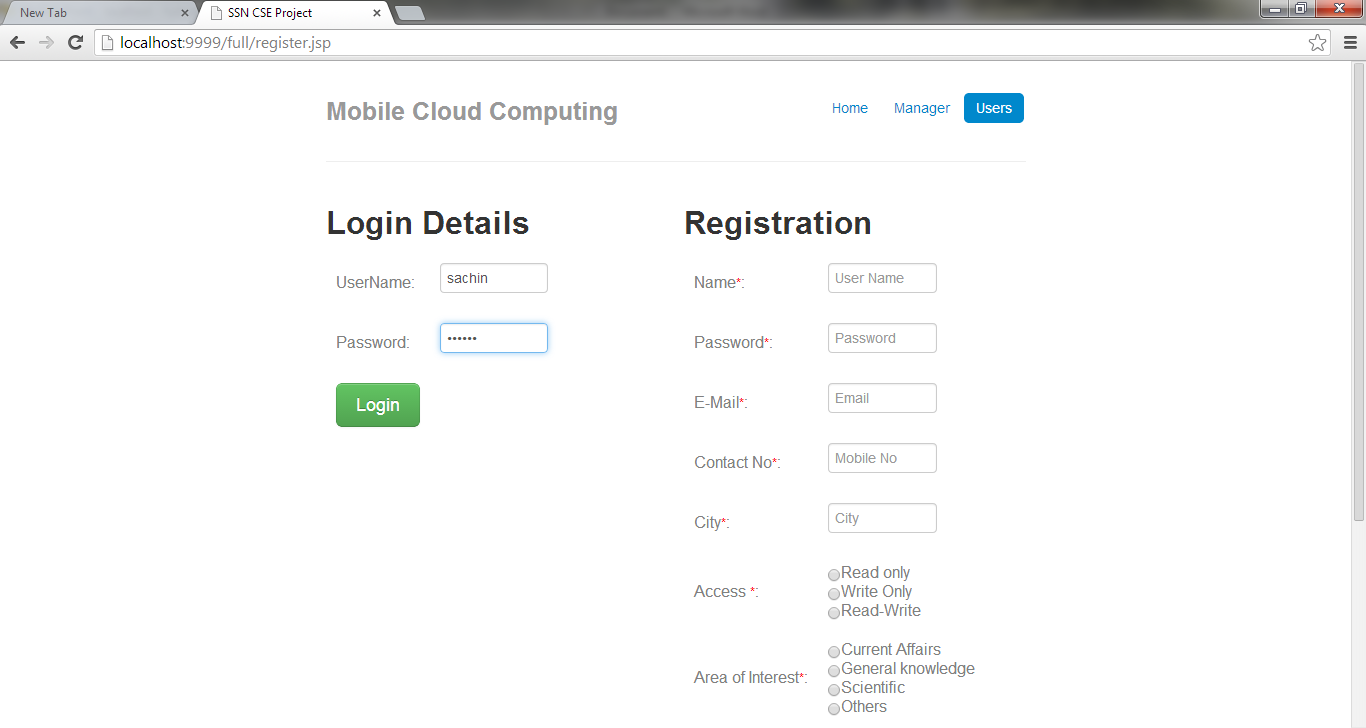 New Tab
SSN CSE Project
localhost:9999/full/register.jsp
Mobile Cloud Computing
Home Manager Users
Login Details
UserName: sachin
Password: ••••••
Login
Registration
Name*: User Name
Password*: Password
E-Mail*: Email
Contact No*: Mobile No
City*: City
Access *:
Read only
Write Only
Read-Write
Area of Interest*:
Current Affairs
General knowledge
Scientific
Others